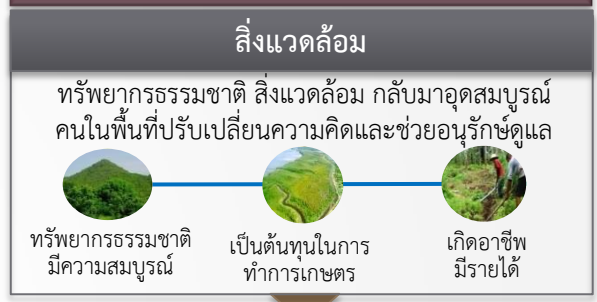 สิ่งแวดล้อม
ทรัพยากรธรรมชาติ สิ่งแวดล้อม กลับมาอุดสมบูรณ์
คนในพื้นที่ปรับเปลี่ยนความคิดและช่วยอนุรักษ์ดูแล
ทรัพยากรธรรมชาติ
มีความสมบูรณ์
เป็นต้นทุนในการ
ทำการเกษตร
เกิดอาชีพ
มีรายได้